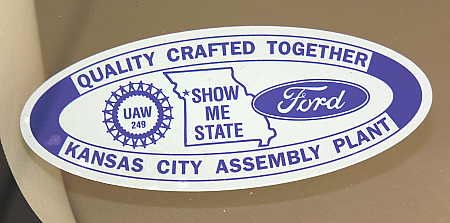 QUALITY CRAFTED TOGETHER
UAW
249
SHOW
ME
STATE
Ford
KANSAS CITY ASSEMBLY PLANT